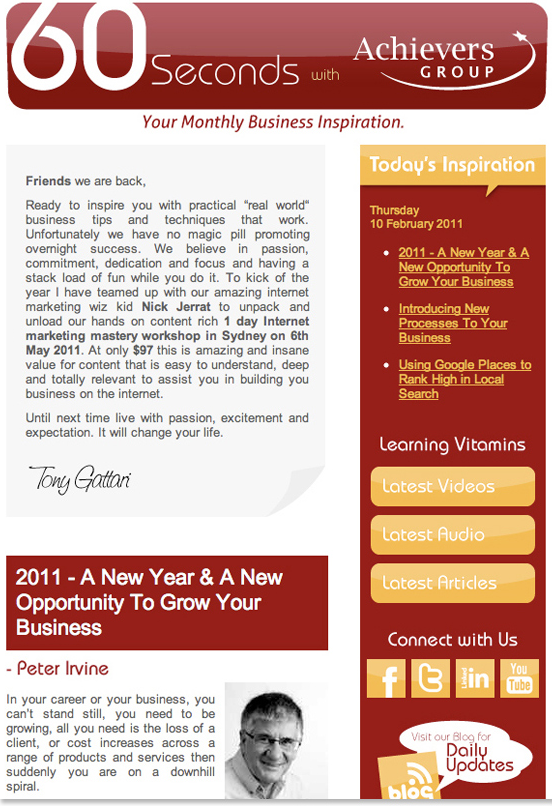 60 Seconds with Achievers GROUP
Your Monthly Business Inspiration.
Friends we are back,
Ready to inspire you with practical “real world“
business tips and techniques that work.
Unfortunately we have no magic pill promoting
overnight success. We believe in passion,
commitment, dedication and focus and having a
stack load of fun while you do it. To kick of the
year I have teamed up with our amazing internet
marketing wiz kid Nick Jerrat to unpack and
unload our hands on content rich 1 day Internet
marketing mastery workshop in Sydney on 6th
May 2011. At only $97 this is amazing and insane
value for content that is easy to understand, deep
and totally relevant to assist you in building you
business on the internet.
Until next time live with passion, excitement and
expectation. It will change your life.
Tony Gattari
2011 - A New Year & A New
Opportunity To Grow Your
Business
- Peter Irvine
In your career or your business, you
can’t stand still, you need to be
growing, all you need is the loss of a
client, or cost increases across a
range of products and services then
suddenly you are on a downhill
spiral.
Today's Inspiration
Thursday
10 February 2011
2011 - A New Year & A
New Opportunity To
Grow Your Business
Introducing New
Processes To Your
Business
Using Google Places to
Rank High in Local
Search
Learning Vitamins
Latest Videos
Latest Audio
Latest Articles
Connect with Us
f
t
Linked in
You Tube
Visit our Blog for
Daily
Updates
blog